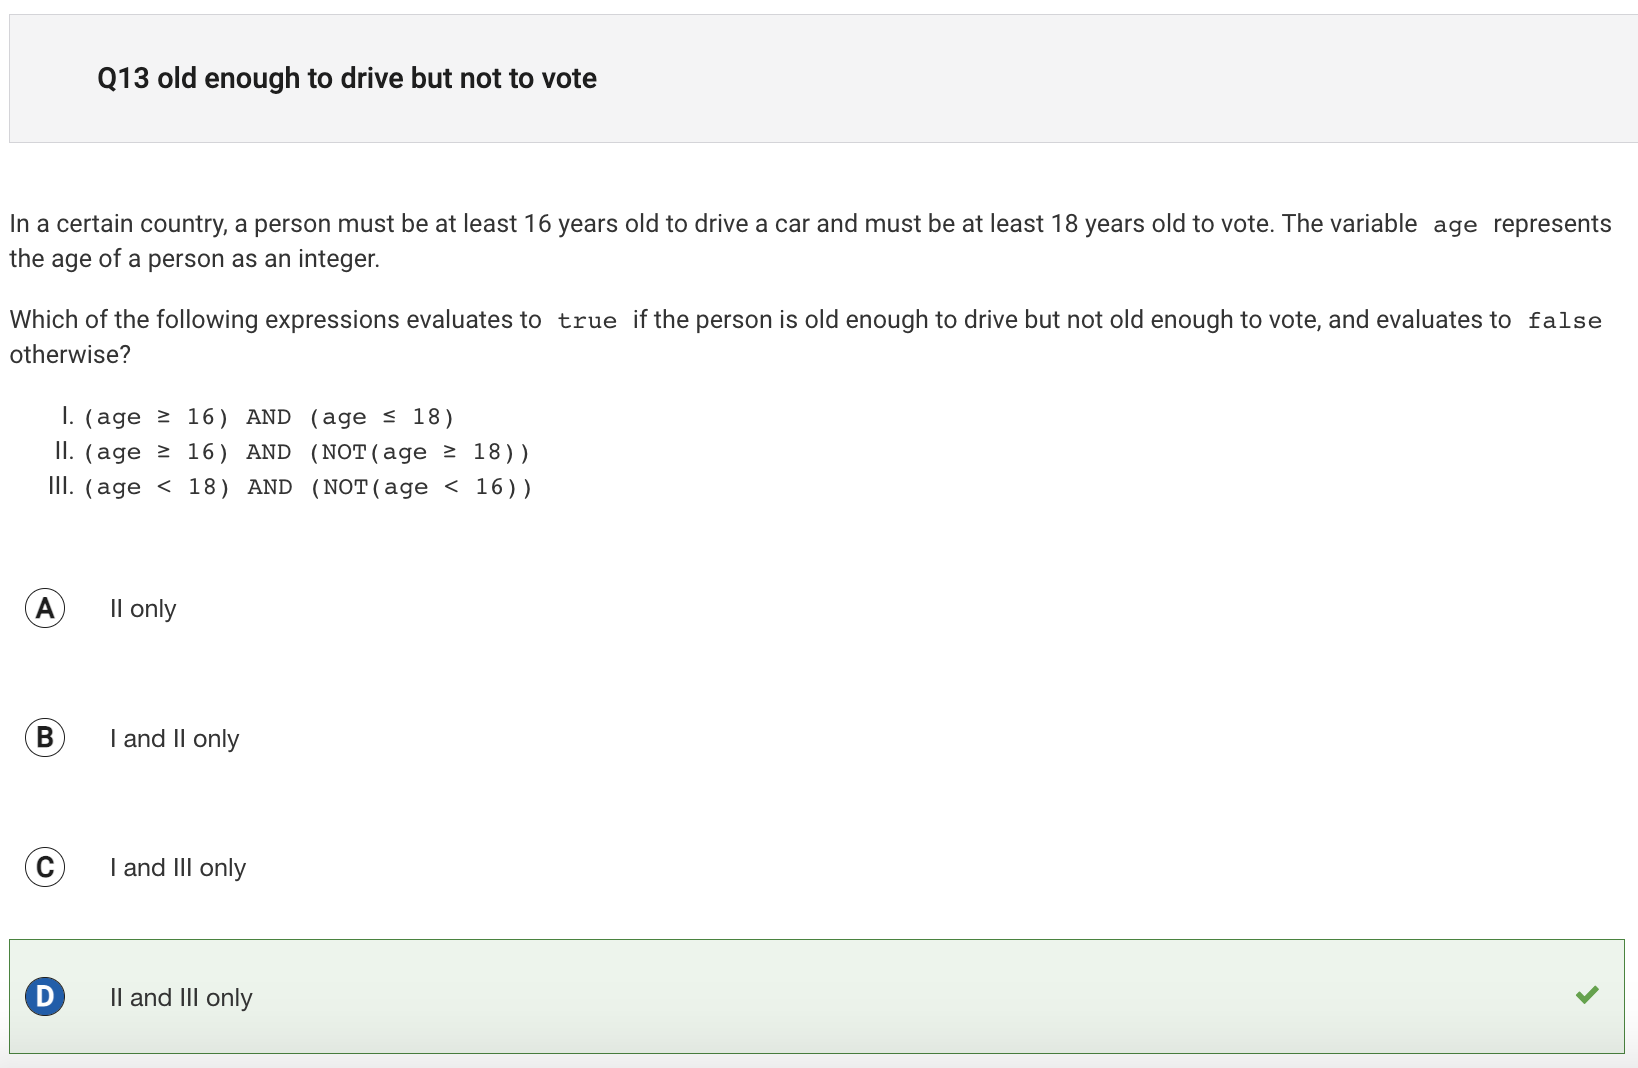 Q13 old enough to drive but not to vote
In a certain country, a person must be at least 16 years old to drive a car and must be at least 18 years old to vote. The variable age represents
the age of a person as an integer.
Which of the following expressions evaluates to true if the person is old enough to drive but not old enough to vote, and evaluates to false
otherwise?
I. (age ≥ 16) AND (age ≤ 18)
II. (age ≥ 16) AND (NOT(age ≥ 18))
III. (age < 18) AND (NOT(age < 16))
A II only
B I and II only
C I and III only
D II and III only